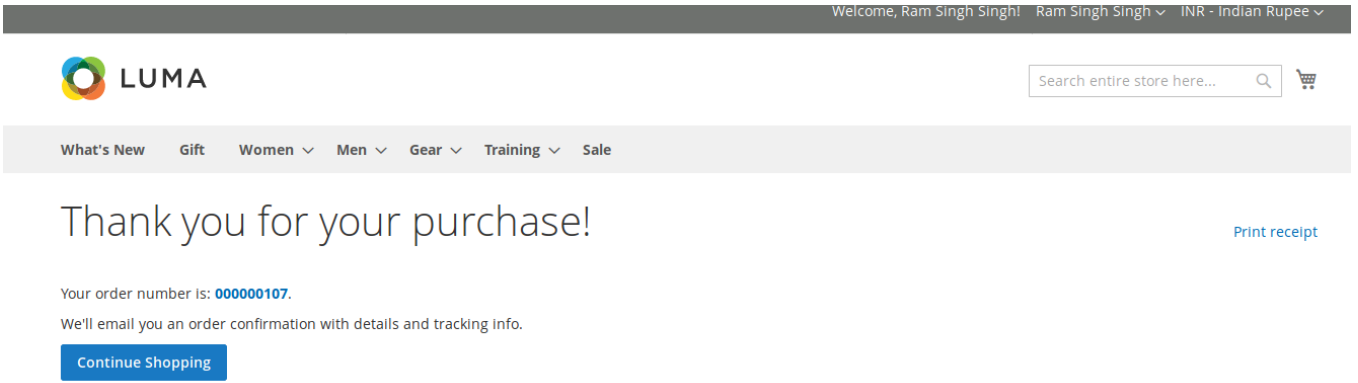 Welcome, Ram Singh Singh! Ram Singh Singh INR - Indian Rupee
LUMA
Search entire store here...
What's New Gift Women Men Gear Training Sale
Thank you for your purchase!
Print receipt
Your order number is: 000000107.
We'll email you an order confirmation with details and tracking info.
Continue Shopping